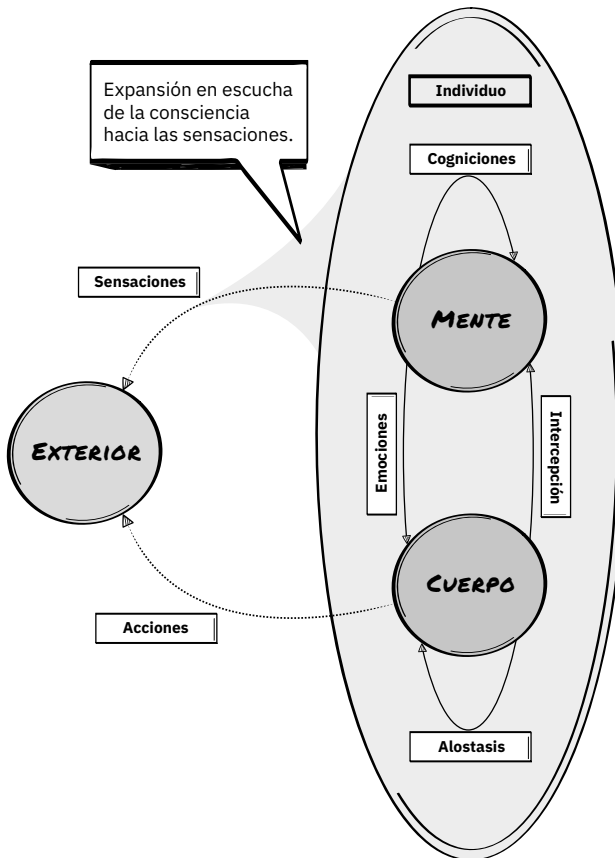 Individuo
Expansión en escucha
de la consciencia
hacia las sensaciones.
Cogniciones
Sensaciones
MENTE
EXTERIOR
Emociones
Intercepción
CUERPO
Acciones
Alostasis